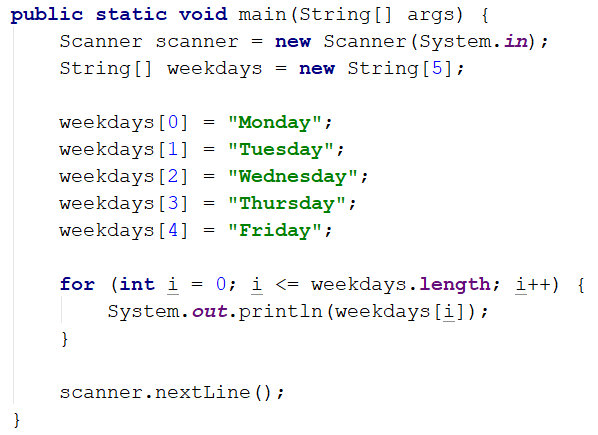 public static void main(String[] args) {
    Scanner scanner = new Scanner(System.in);
    String[] weekdays = new String[5];

    weekdays[0] = "Monday";
    weekdays[1] = "Tuesday";
    weekdays[2] = "Wednesday";
    weekdays[3] = "Thursday";
    weekdays[4] = "Friday";

    for (int i = 0; i <= weekdays.length; i++) {
        System.out.println(weekdays[i]);
    }

    scanner.nextLine();
}